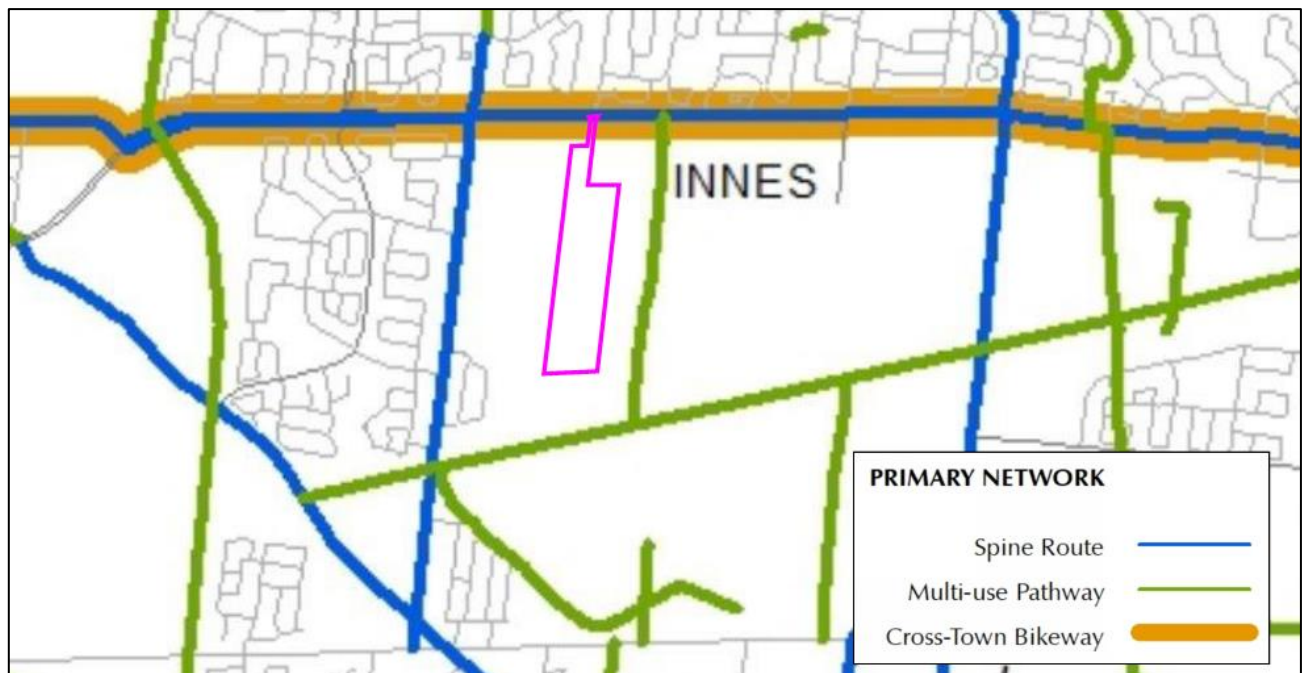 INNES
PRIMARY NETWORK
Spine Route
Multi-use Pathway
Cross-Town Bikeway